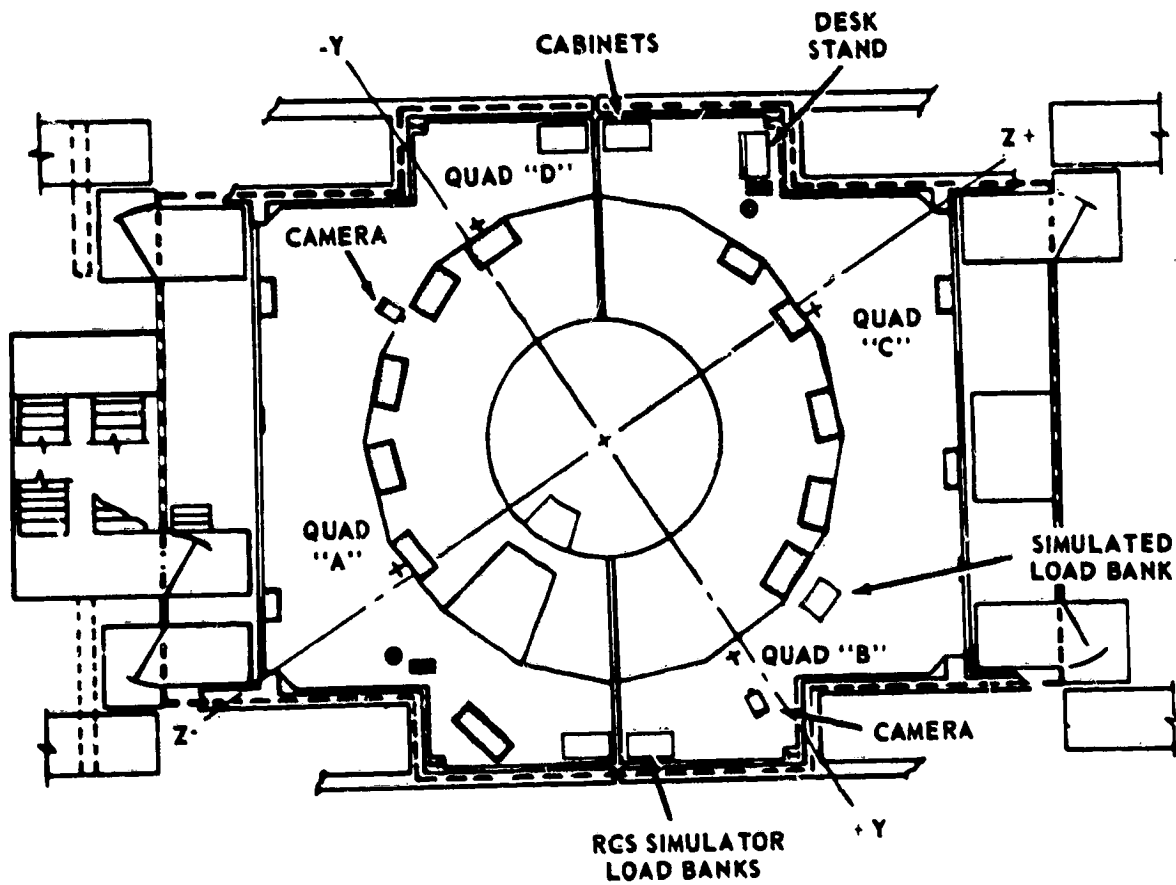 DESK
STAND
CABINETS
-Y
Z+
QUAD "D"
CAMERA
QUAD
"C"
QUAD
"A"
SIMULATED
LOAD BANK
QUAD "B"
Z-
CAMERA
+Y
RCS SIMULATOR
LOAD BANKS